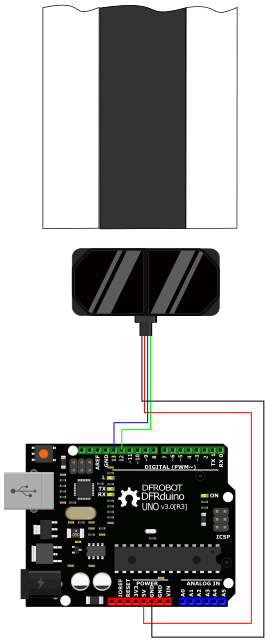 AREF
GND
13
12
~11
~10
~9
8
7
~6
~5
4
~3
2
TX 1
RX 0
DIGITAL (PWM~)
L
TX
RX
DFROBOT
DFRduino
UNO v3.0[R3]
ON
ICSP
POWER
ANALOG IN
IOREF
RESET
3V3
5V
GND
GND
VIN
A0
A1
A2
A3
A4
A5